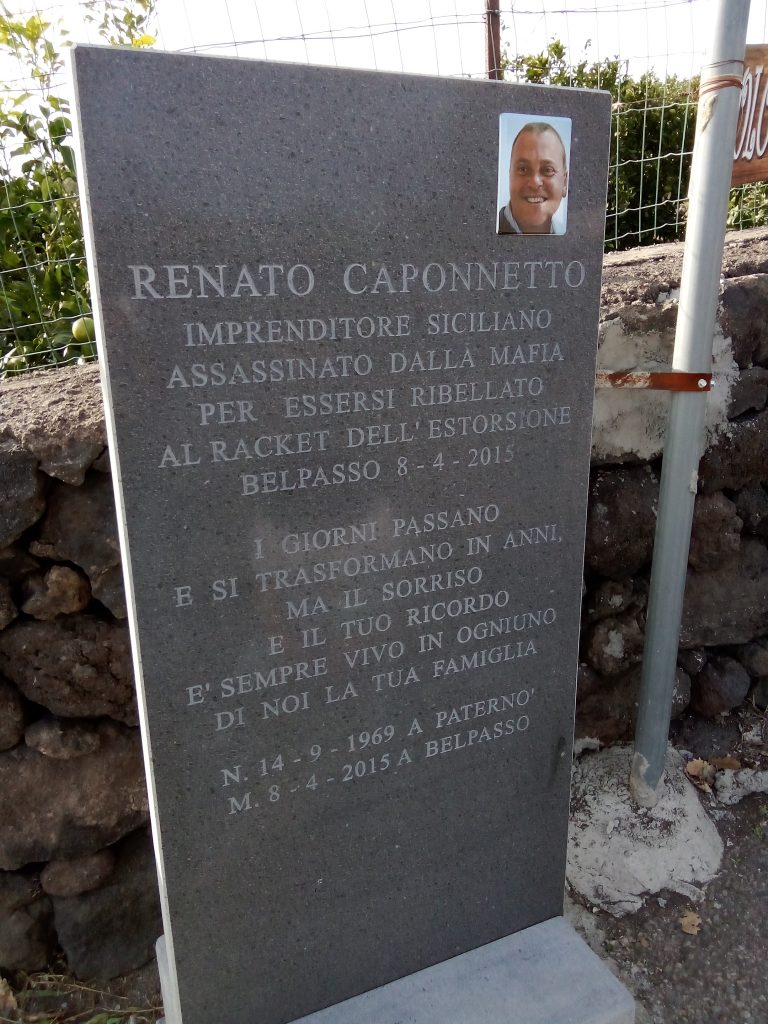 RENATO CAPONNETTO
IMPRENDITORE SICILIANO
ASSASSINATO DALLA MAFIA
PER ESSERSI RIBELLATO
AL RACKET DELL'ESTORSIONE
BELPASSO 8-4-2015
I GIORNI PASSANO
E SI TRASFORMANO IN ANNI,
MA IL SORRISO
E IL TUO RICORDO
E' SEMPRE VIVO IN OGNIUNO
DI NOI LA TUA FAMIGLIA
N. 14-9-1969 A PATERNO'
M. 8-4-2015 A BELPASSO